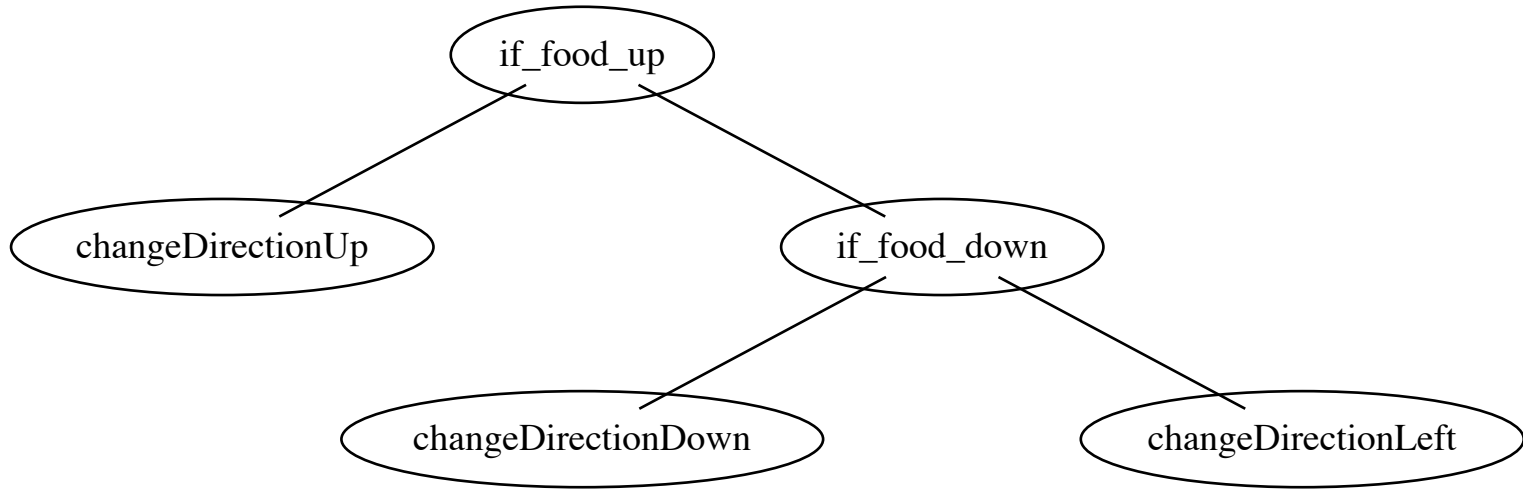 if_food_up
changeDirectionUp
if_food_down
changeDirectionDown
changeDirectionLeft